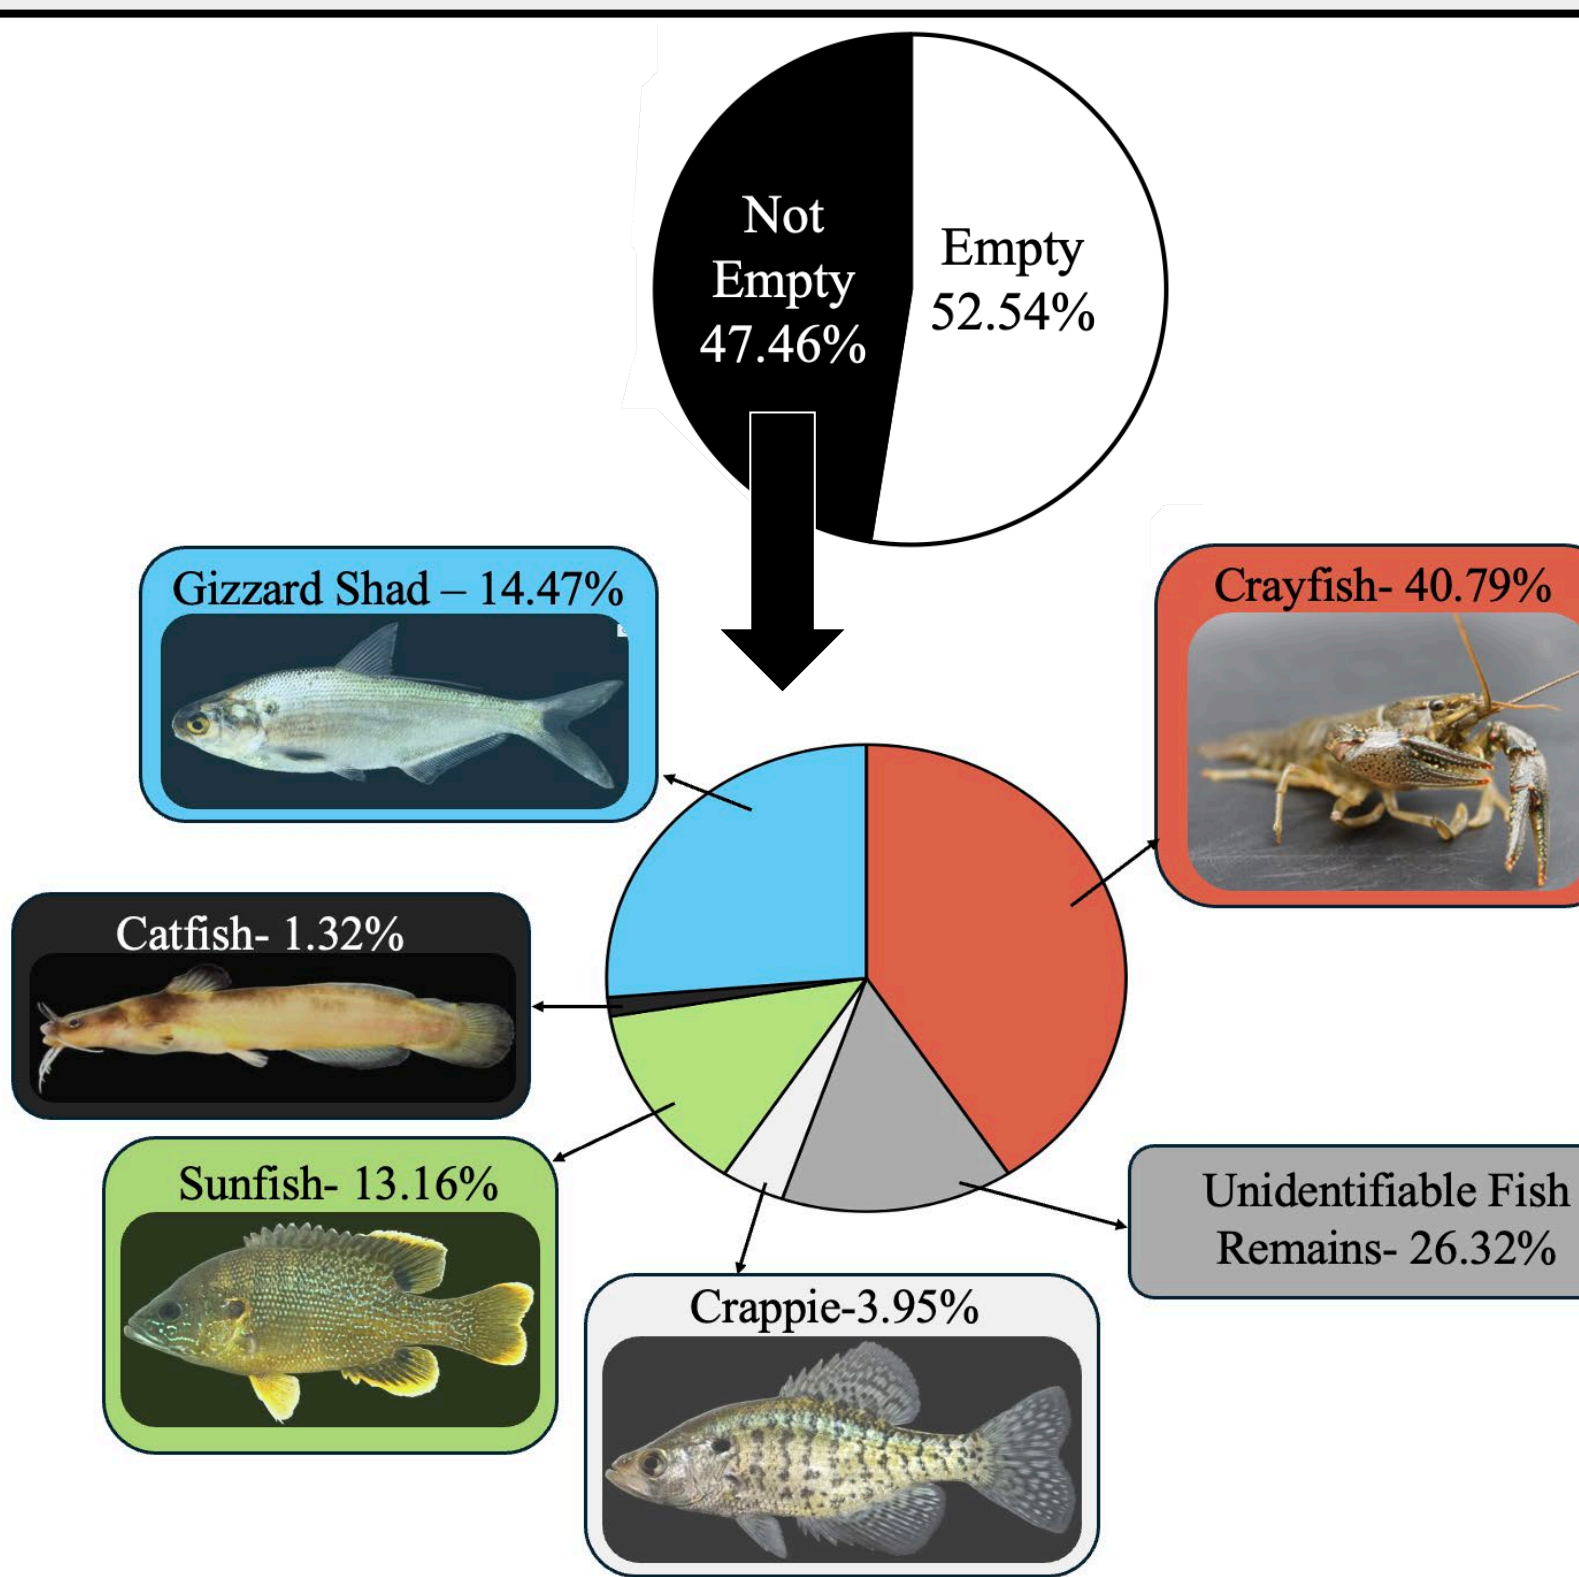 Not
Empty
47.46%
Empty
52.54%
Gizzard Shad – 14.47%
Crayfish- 40.79%
Catfish- 1.32%
Sunfish- 13.16%
Unidentifiable Fish
Remains- 26.32%
Crappie-3.95%